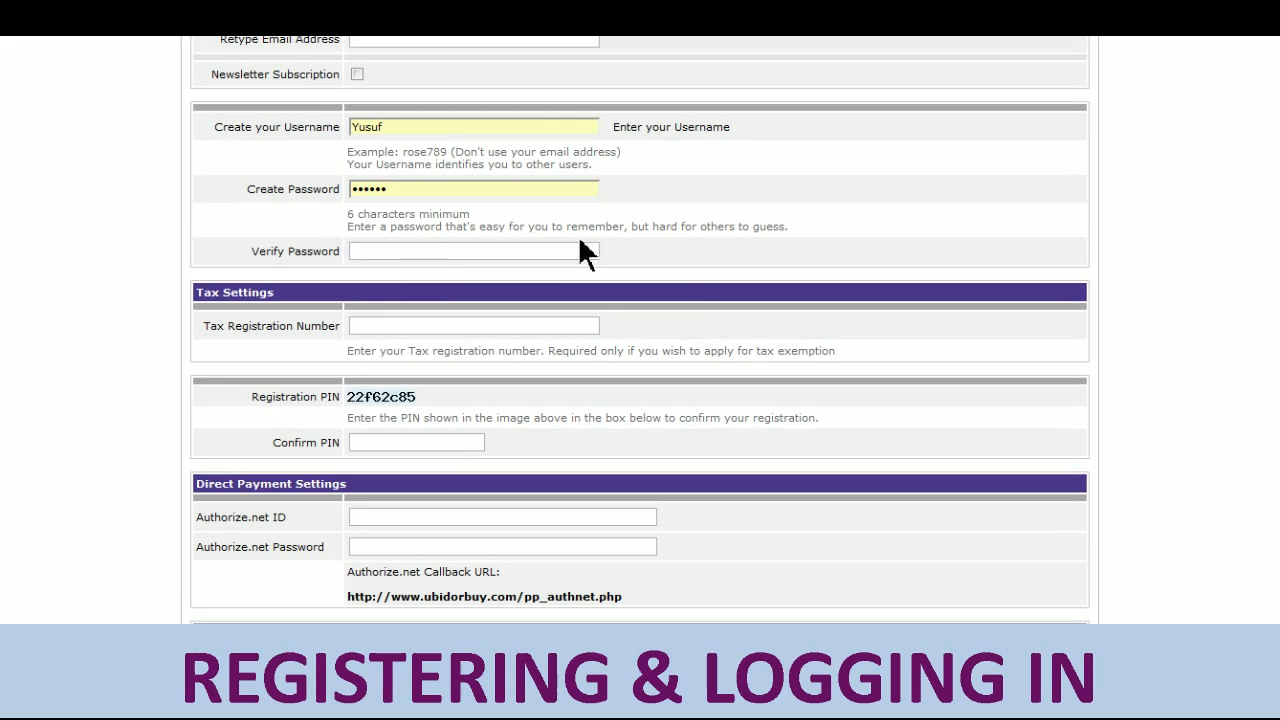 Retype Email Address
Newsletter Subscription
Create your Username Yusuf Enter your Username
Example: rose789 (Don't use your email address)
Your Username identifies you to other users.
Create Password ••••••
6 characters minimum
Enter a password that's easy for you to remember, but hard for others to guess.
Verify Password
Tax Settings
Tax Registration Number
Enter your Tax registration number. Required only if you wish to apply for tax exemption
Registration PIN 22f62c85
Enter the PIN shown in the image above in the box below to confirm your registration.
Confirm PIN
Direct Payment Settings
Authorize.net ID
Authorize.net Password
Authorize.net Callback URL:
http://www.ubidorbuy.com/pp_authnet.php
REGISTERING & LOGGING IN